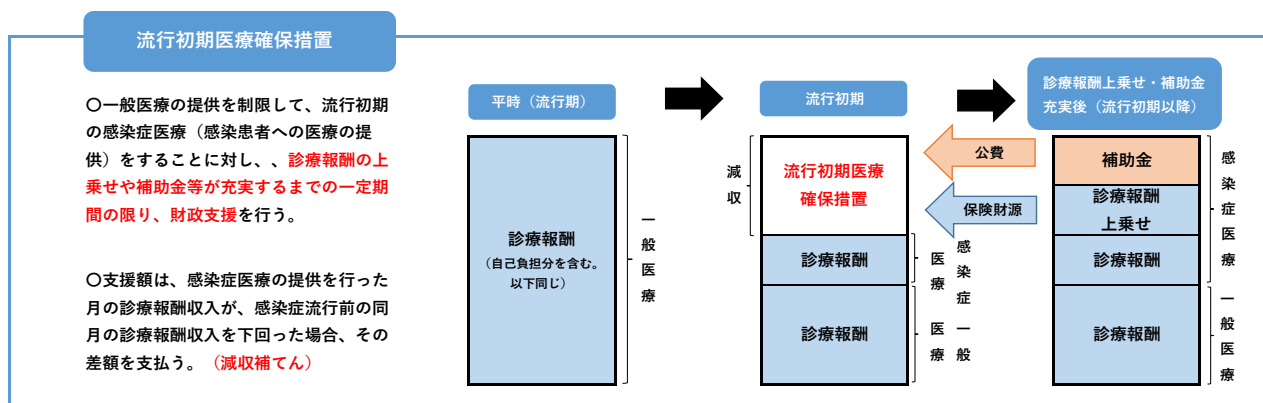 流行初期医療確保措置
〇一般医療の提供を制限して、流行初期
の感染症医療（感染患者への医療の提
供）をすることに対し、、診療報酬の上
乗せや補助金等が充実するまでの一定期
間の限り、財政支援を行う。
〇支援額は、感染症医療の提供を行った
月の診療報酬収入が、感染症流行前の同
月の診療報酬収入を下回った場合、その
差額を支払う。（減収補てん）
平時（流行期）
診療報酬
（自己負担分を含む。
以下同じ）
一般医療
流行初期
減収
流行初期医療
確保措置
診療報酬
感染症
医療
診療報酬
一般
医療
公費
保険財源
診療報酬上乗せ・補助金
充実後（流行初期以降）
補助金
診療報酬
上乗せ
診療報酬
感染症医療
診療報酬
一般医療